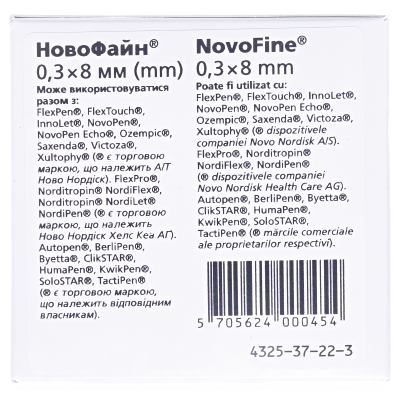 НовоФайн®
0,3×8 мм (mm)
Може використовуватися
разом з:
FlexPen®, FlexTouch®,
InnoLet®, NovoPen®,
NovoPen Echo®, Ozempic®,
Saxenda®, Victoza®,
Xultophy® (® є торговою
маркою, що належить А/Т
Ново Нордіск). FlexPro®,
Norditropin® NordiFlex®,
Norditropin® NordiLet®
NordiPen® (® є торговою
маркою, що належить
Ново Нордіск Хелс Кеа АГ).
Autopen®, BerliPen®,
Byetta®, ClikSTAR®,
HumaPen®, KwikPen®,
SoloSTAR®, TactiPen®
(® є торговою маркою,
що належить відповідним
власникам).
NovoFine®
0,3×8 mm
Poate fi utilizat cu:
FlexPen®, FlexTouch®, InnoLet®,
NovoPen®, NovoPen Echo®,
Ozempic®, Saxenda®, Victoza®,
Xultophy® (® dispozitivele
companiei Novo Nordisk A/S).
FlexPro®, Norditropin®
NordiFlex®, NordiPen®
(® dispozitivele companiei
Novo Nordisk Health Care AG).
Autopen®, BerliPen®, Byetta®,
ClikSTAR®, HumaPen®,
KwikPen®, SoloSTAR®,
TactiPen® (® mărcile comerciale
ale proprietarilor respectivi).
5 705624 000454
4325-37-22-3